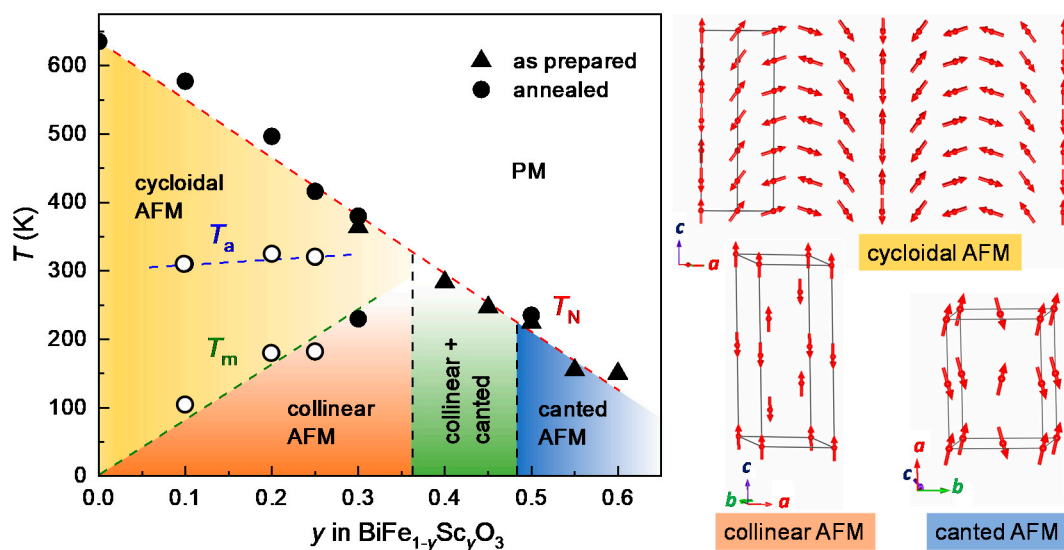 600
500
400
300
200
100
0
T (K)
0.0 0.1 0.2 0.3 0.4 0.5 0.6
y in BiFe1-yScyO3
as prepared
annealed
PM
cycloidal
AFM
Ta
Tm
TN
collinear
AFM
collinear +
canted
canted
AFM
c
a
cycloidal AFM
c
b
a
collinear AFM
a
c
b
canted AFM